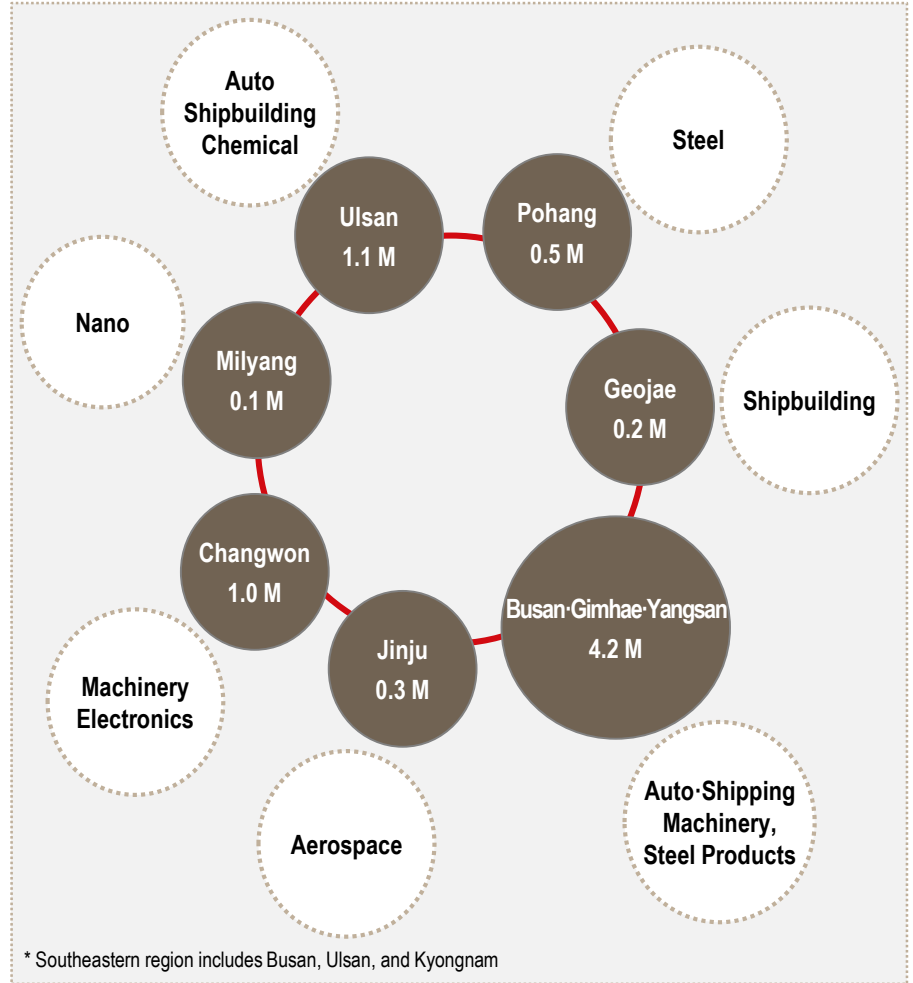 Auto
Shipbuilding
Chemical
Steel
Ulsan
1.1 M
Pohang
0.5 M
Nano
Milyang
0.1 M
Geojae
0.2 M
Shipbuilding
Changwon
1.0 M
Busan·Gimhae·Yangsan
4.2 M
Jinju
0.3 M
Machinery
Electronics
Aerospace
Auto·Shipping
Machinery,
Steel Products
* Southeastern region includes Busan, Ulsan, and Kyongnam